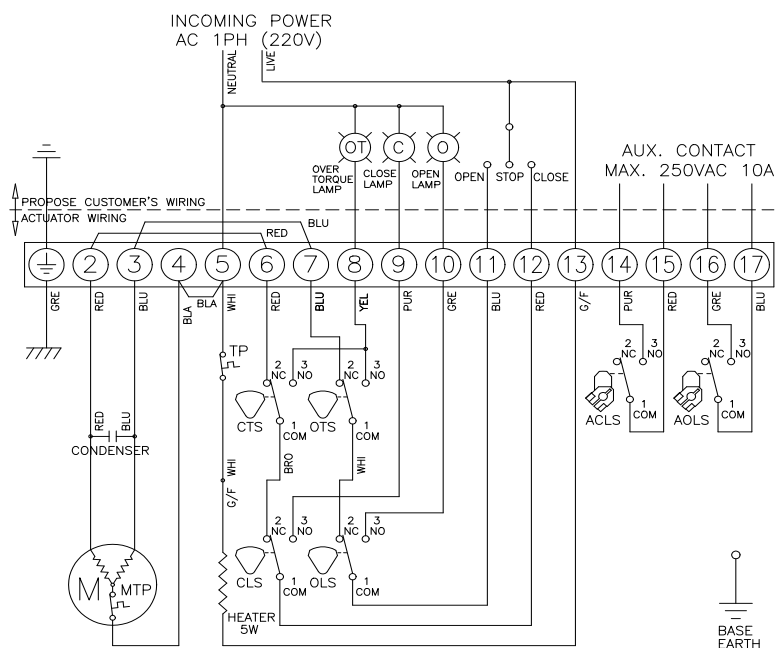 INCOMING POWER
AC 1PH (220V)
NEUTRAL
LIVE
OT
C
O
OVER
TORQUE
LAMP
CLOSE
LAMP
OPEN
LAMP
OPEN
STOP
CLOSE
AUX. CONTACT
MAX. 250VAC 10A
PROPOSE CUSTOMER'S WIRING
ACTUATOR WIRING
BLU
RED
2
3
4
5
6
7
8
9
10
11
12
13
14
15
16
17
GRE
RED
BLU
BLA
BLA
WHI
RED
BLU
YEL
PUR
GRE
BLU
RED
G/F
PUR
RED
GRE
BLU
TP
2
NC
3
NO
CTS
1
COM
2
NC
3
NO
OTS
1
COM
2
NC
3
NO
ACLS
1
COM
2
NC
3
NO
AOLS
1
COM
RED
BLU
CONDENSER
WHI
G/F
BRO
WHI
2
NC
3
NO
CLS
1
COM
2
NC
3
NO
OLS
1
COM
M
MTP
HEATER
5W
BASE
EARTH